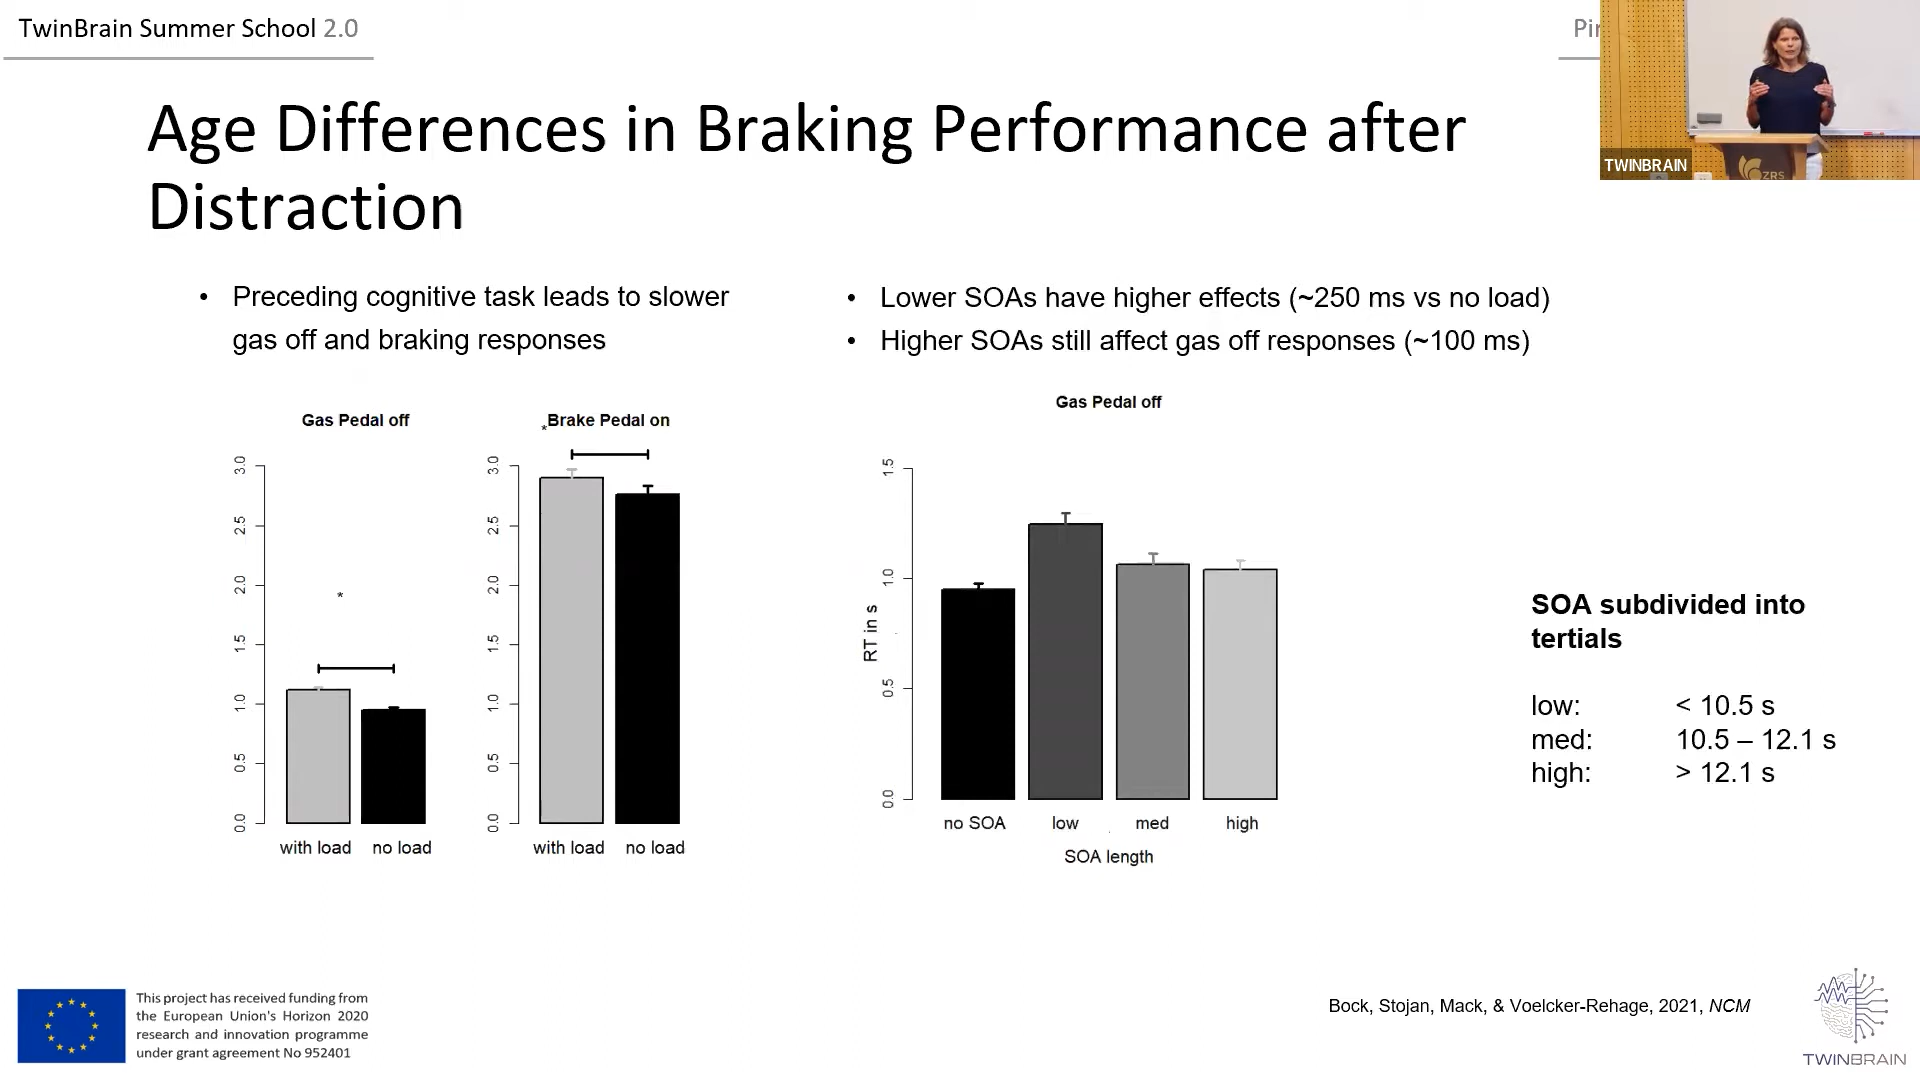 TwinBrain Summer School 2.0
Age Differences in Braking Performance after
Distraction
TWINBRAIN
ZRS
• Preceding cognitive task leads to slower
gas off and braking responses
• Lower SOAs have higher effects (~250 ms vs no load)
• Higher SOAs still affect gas off responses (~100 ms)
Gas Pedal off
*
3.0
2.5
2.0
1.5
1.0
0.5
0.0
with load no load
*Brake Pedal on
3.0
2.5
2.0
1.5
1.0
0.5
0.0
with load no load
Gas Pedal off
RT in s
1.5
1.0
0.5
0.0
no SOA low med high
SOA length
SOA subdivided into
tertials
low: < 10.5 s
med: 10.5 – 12.1 s
high: > 12.1 s
This project has received funding from
the European Union's Horizon 2020
research and innovation programme
under grant agreement No 952401
Bock, Stojan, Mack, & Voelcker-Rehage, 2021, NCM
TWINBRAIN